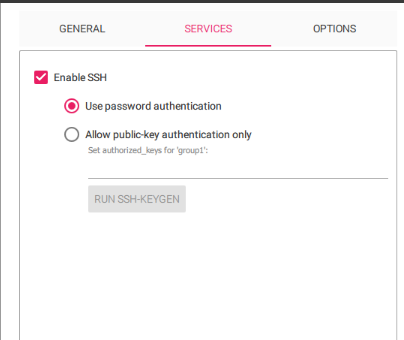 GENERAL
SERVICES
OPTIONS
Enable SSH
Use password authentication
Allow public-key authentication only
Set authorized_keys for 'group1':
RUN SSH-KEYGEN